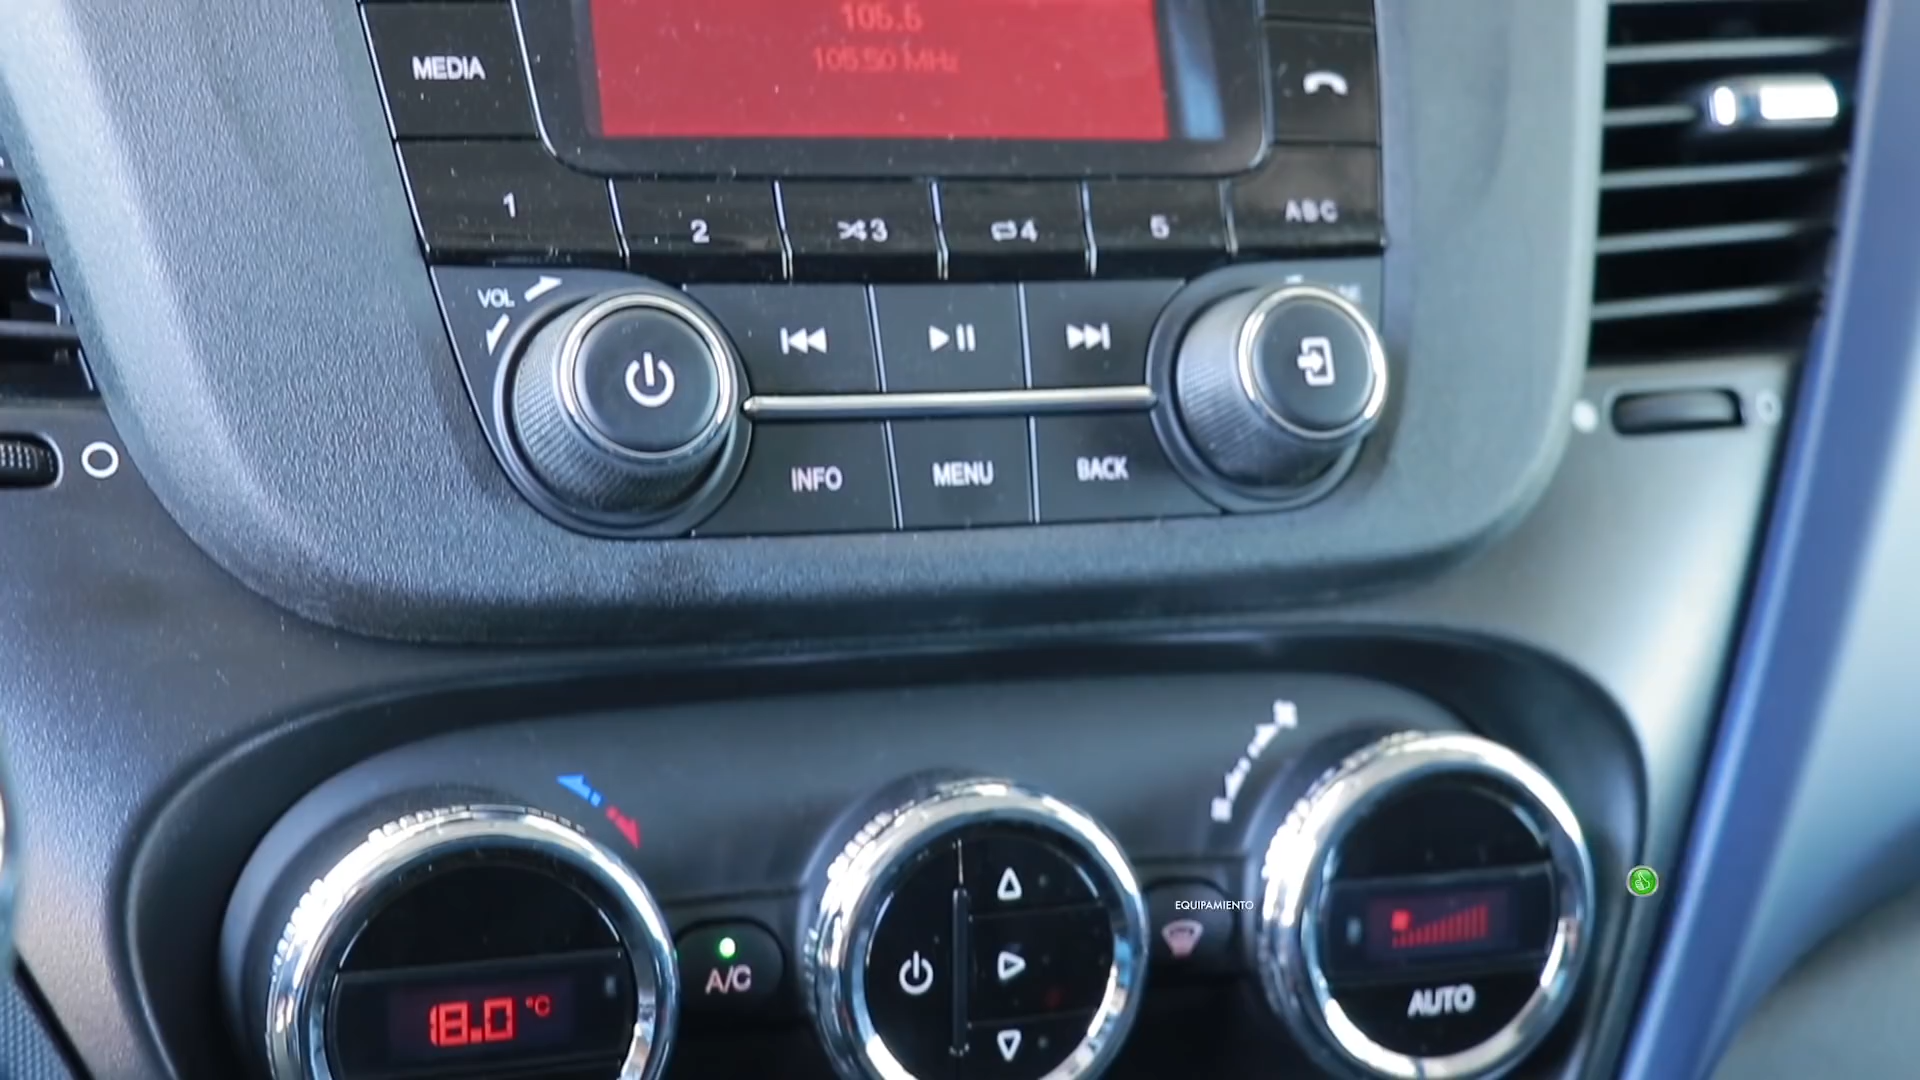 105.5
105.50 MHz
MEDIA
1
2
3
4
5
ABC
VOL
INFO
MENU
BACK
EQUIPAMIENTO
A/C
18.0 °C
AUTO